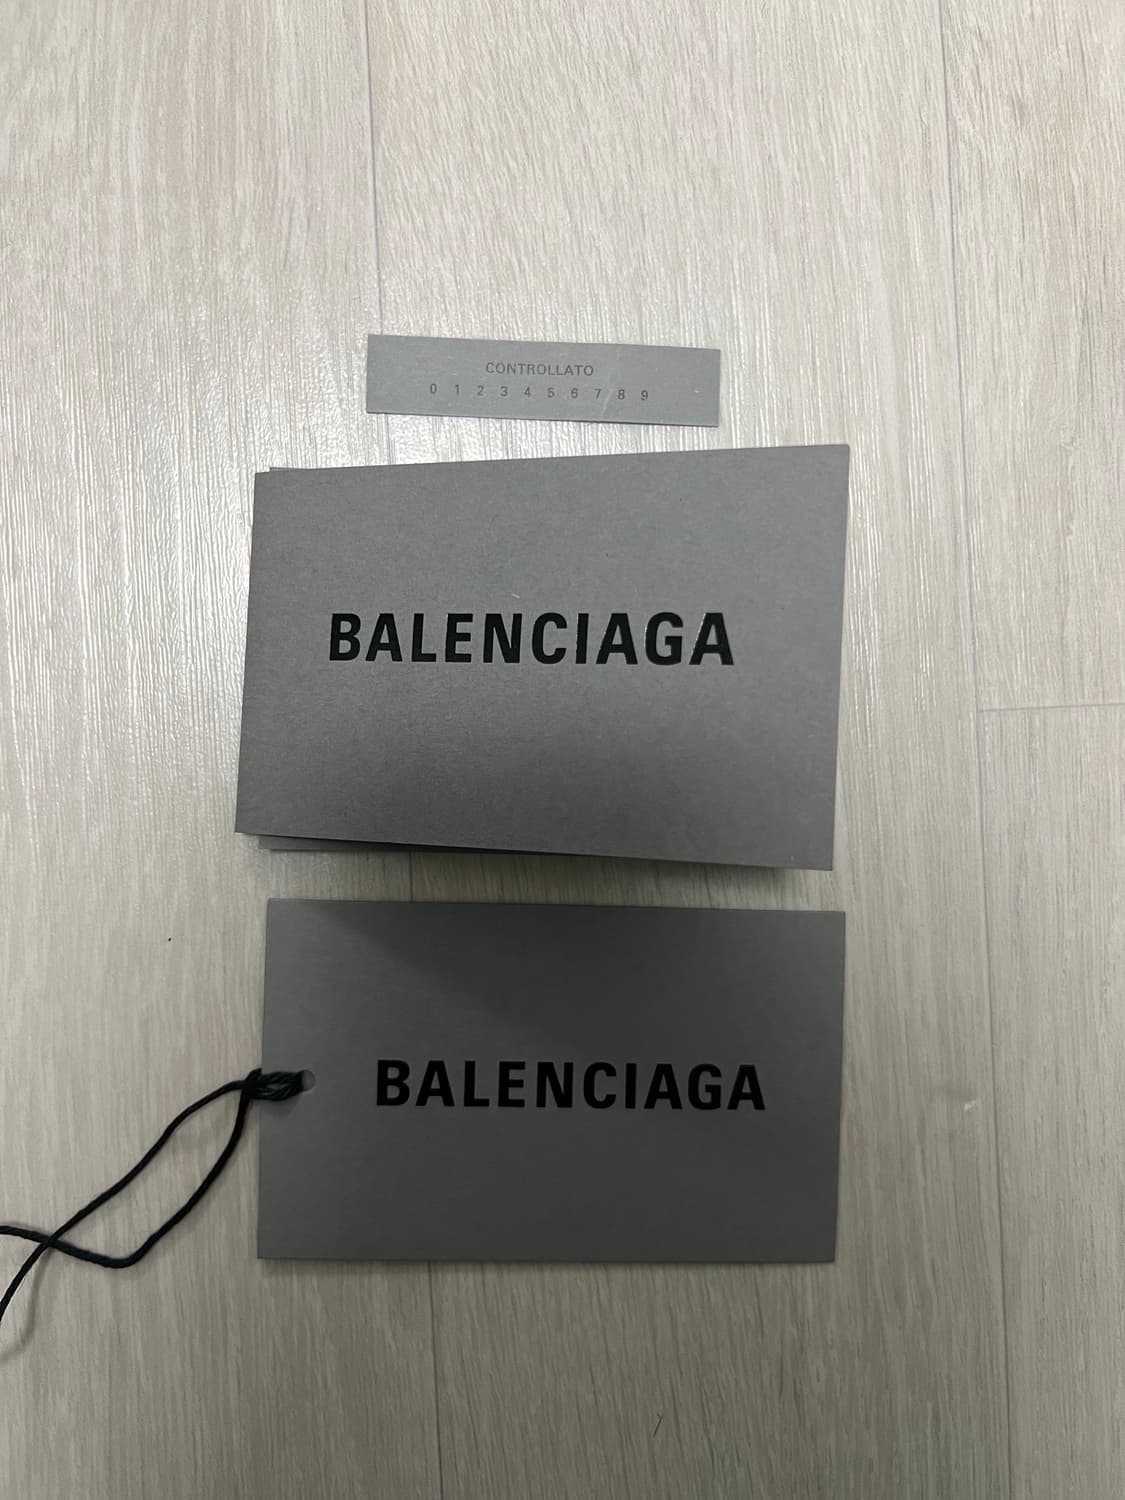 CONTROLLATO
0 1 2 3 4 5 6 7 8 9
BALENCIAGA
BALENCIAGA